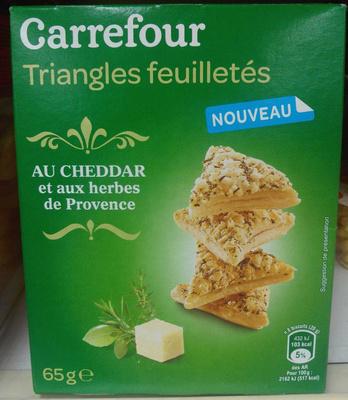 Carrefour
Triangles feuilletés
NOUVEAU
AU CHEDDAR
et aux herbes
de Provence
Suggestion de présentation
65g e
432 kJ
103 kcal
5%
des AR
Pour 100g :
2162 kJ (517 kcal)